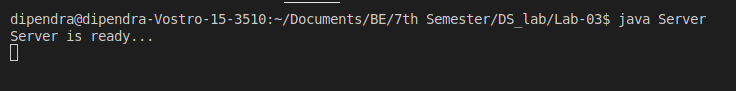 dipendra@dipendra-Vostro-15-3510:~/Documents/BE/7th Semester/DS_lab/Lab-03$ java Server
Server is ready...